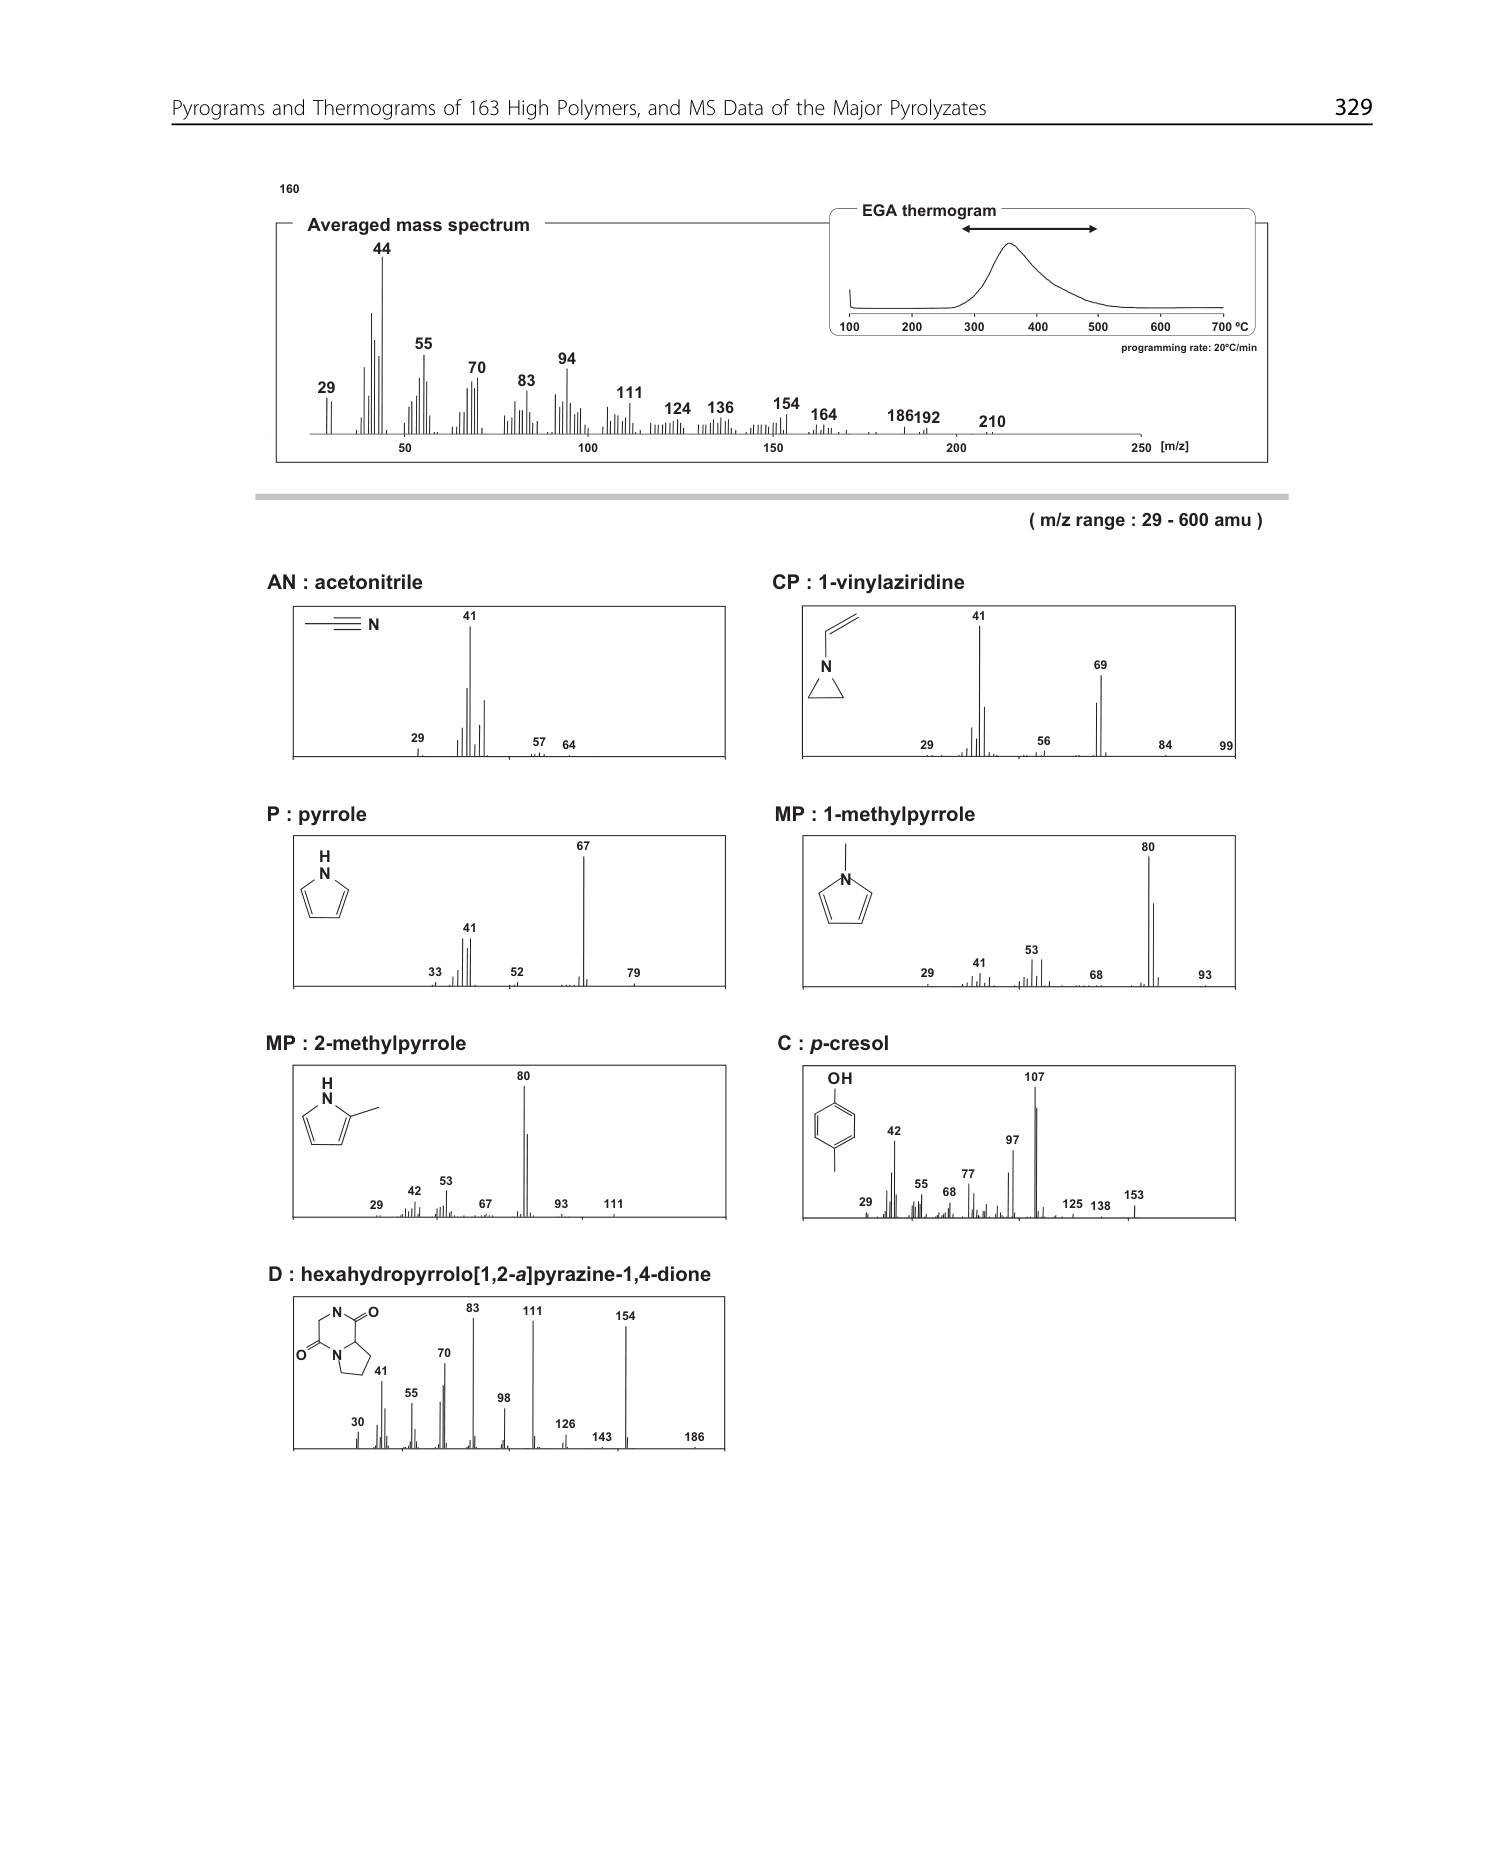 Pyrograms and Thermograms of 163 High Polymers, and MS Data of the Major Pyrolyzates 329
160
Averaged mass spectrum
EGA thermogram
100 200 300 400 500 600 700 ºC
programming rate: 20ºC/min
29 44 55 70 83 94 111 124 136 154 164 186 192 210
50 100 150 200 250 [m/z]
( m/z range : 29 - 600 amu )
AN : acetonitrile
N
29 41 57 64
CP : 1-vinylaziridine
N
29 41 56 69 84 99
P : pyrrole
H
N
33 41 52 67 79
MP : 1-methylpyrrole
N
29 41 53 68 80 93
MP : 2-methylpyrrole
H
N
29 42 53 67 80 93 111
C : p-cresol
OH
29 42 55 68 77 97 107 125 138 153
D : hexahydropyrrolo[1,2-a]pyrazine-1,4-dione
N O
O N
30 41 55 70 83 98 111 126 143 154 186